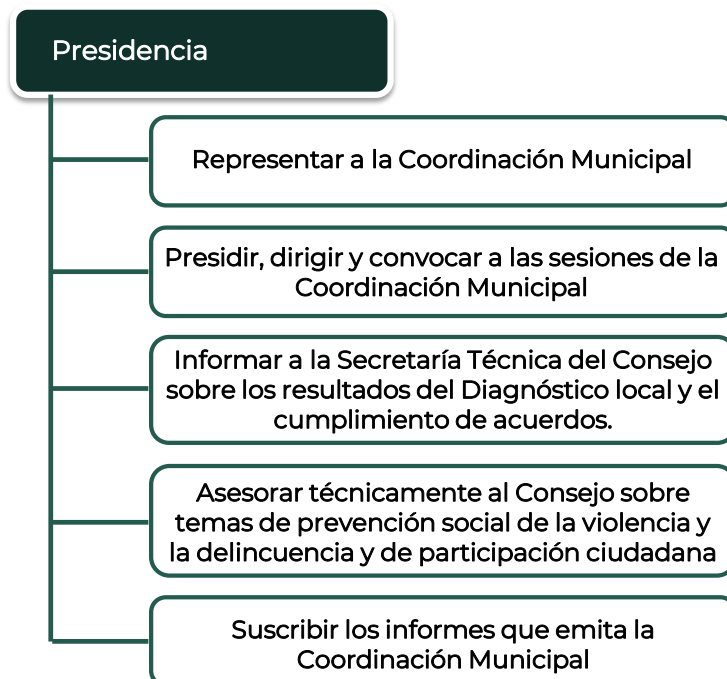 Presidencia
Representar a la Coordinación Municipal
Presidir, dirigir y convocar a las sesiones de la
Coordinación Municipal
Informar a la Secretaría Técnica del Consejo
sobre los resultados del Diagnóstico local y el
cumplimiento de acuerdos.
Asesorar técnicamente al Consejo sobre
temas de prevención social de la violencia y
la delincuencia y de participación ciudadana
Suscribir los informes que emita la
Coordinación Municipal